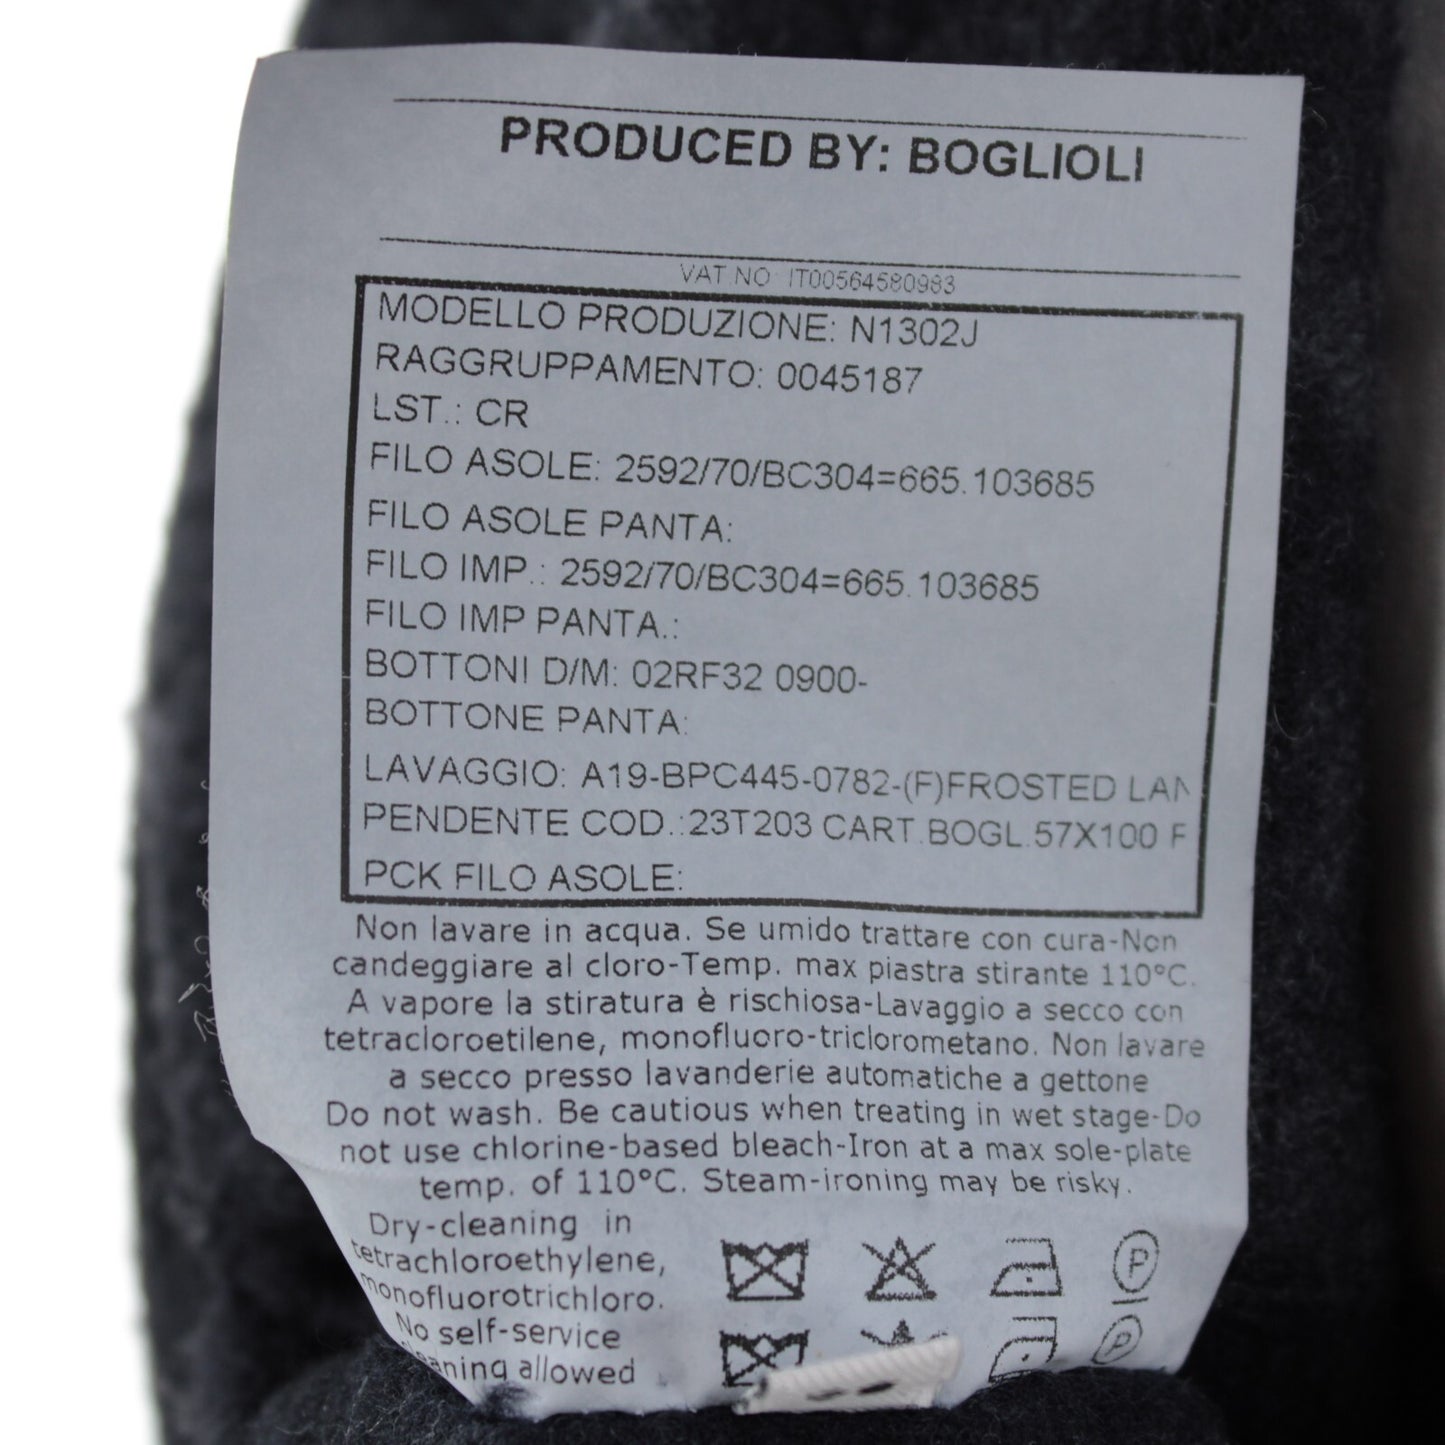 PRODUCED BY: BOGLIOLI
VAT NO: IT00564580983
MODELLO PRODUZIONE: N1302J
RAGGRUPPAMENTO: 0045187
LST.: CR
FILO ASOLE: 2592/70/BC304=665.103685
FILO ASOLE PANTA:
FILO IMP.: 2592/70/BC304=665.103685
FILO IMP PANTA.:
BOTTONI D/M: 02RF32 0900-
BOTTONE PANTA:
LAVAGGIO: A19-BPC445-0782-(F)FROSTED LAN
PENDENTE COD.:23T203 CART.BOGL.57X100 F
PCK FILO ASOLE:
Non lavare in acqua. Se umido trattare con cura-Non
candeggiare al cloro-Temp. max piastra stirante 110°C.
A vapore la stiratura è rischiosa-Lavaggio a secco con
tetracloroetilene, monofluoro-triclorometano. Non lavare
a secco presso lavanderie automatiche a gettone
Do not wash. Be cautious when treating in wet stage-Do
not use chlorine-based bleach-Iron at a max sole-plate
temp. of 110°C. Steam-ironing may be risky.
Dry-cleaning in
tetrachloroethylene,
monofluorotrichloro.
No self-service
cleaning allowed
P
P